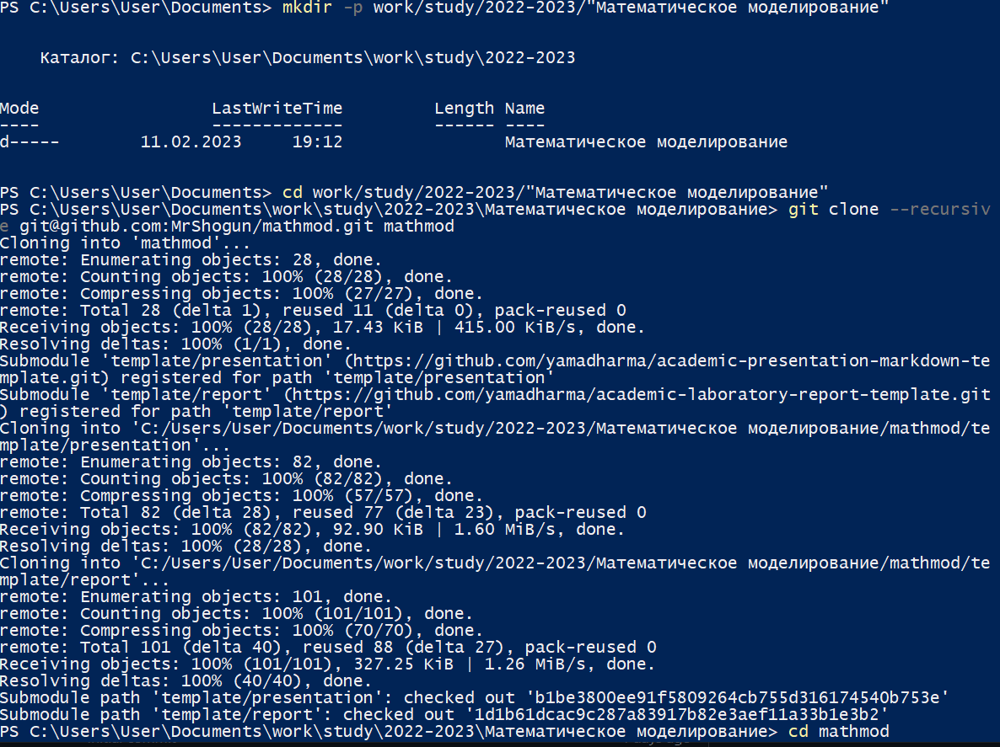 PS C:\Users\User\Documents> mkdir -p work/study/2022-2023/"Математическое моделирование"
Каталог: C:\Users\User\Documents\work\study\2022-2023
Mode LastWriteTime Length Name
---- ------------- ------ ----
d----- 11.02.2023 19:12 Математическое моделирование
PS C:\Users\User\Documents> cd work/study/2022-2023/"Математическое моделирование"
PS C:\Users\User\Documents\work\study\2022-2023\Математическое моделирование> git clone --recursiv
e git@github.com:MrShogun/mathmod.git mathmod
Cloning into 'mathmod'...
remote: Enumerating objects: 28, done.
remote: Counting objects: 100% (28/28), done.
remote: Compressing objects: 100% (27/27), done.
remote: Total 28 (delta 1), reused 11 (delta 0), pack-reused 0
Receiving objects: 100% (28/28), 17.43 KiB | 415.00 KiB/s, done.
Resolving deltas: 100% (1/1), done.
Submodule 'template/presentation' (https://github.com/yamadharma/academic-presentation-markdown-te
mplate.git) registered for path 'template/presentation'
Submodule 'template/report' (https://github.com/yamadharma/academic-laboratory-report-template.git
) registered for path 'template/report'
Cloning into 'C:/Users/User/Documents/work/study/2022-2023/Математическое моделирование/mathmod/te
mplate/presentation'...
remote: Enumerating objects: 82, done.
remote: Counting objects: 100% (82/82), done.
remote: Compressing objects: 100% (57/57), done.
remote: Total 82 (delta 28), reused 77 (delta 23), pack-reused 0
Receiving objects: 100% (82/82), 92.90 KiB | 1.60 MiB/s, done.
Resolving deltas: 100% (28/28), done.
Cloning into 'C:/Users/User/Documents/work/study/2022-2023/Математическое моделирование/mathmod/te
mplate/report'...
remote: Enumerating objects: 101, done.
remote: Counting objects: 100% (101/101), done.
remote: Compressing objects: 100% (70/70), done.
remote: Total 101 (delta 40), reused 88 (delta 27), pack-reused 0
Receiving objects: 100% (101/101), 327.25 KiB | 1.26 MiB/s, done.
Resolving deltas: 100% (40/40), done.
Submodule path 'template/presentation': checked out 'b1be3800ee91f5809264cb755d316174540b753e'
Submodule path 'template/report': checked out '1d1b61dcac9c287a83917b82e3aef11a33b1e3b2'
PS C:\Users\User\Documents\work\study\2022-2023\Математическое моделирование> cd mathmod